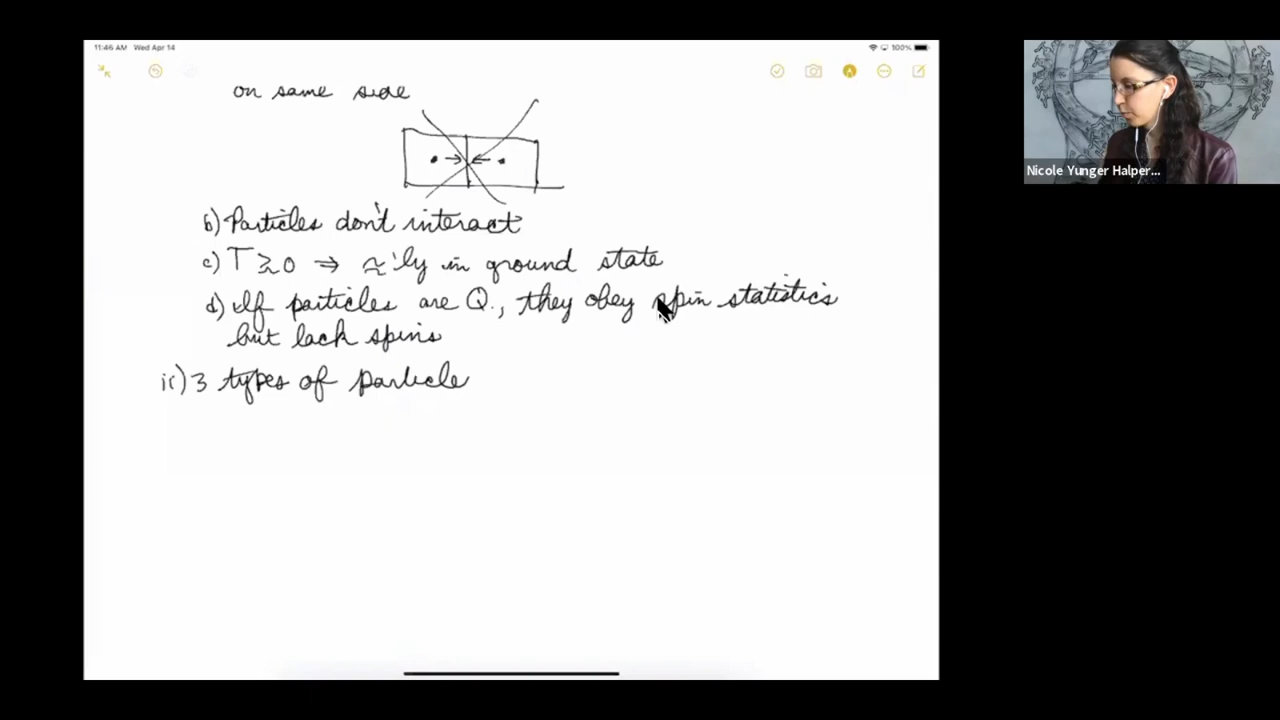 11:46 AM Wed Apr 14
100%
on same side
b) Particles don't interact
c) T ≳ 0 ⇒ ≈'ly in ground state
d) If particles are Q., they obey spin statistics
but lack spins
ii) 3 types of particle
Nicole Yunger Halper...